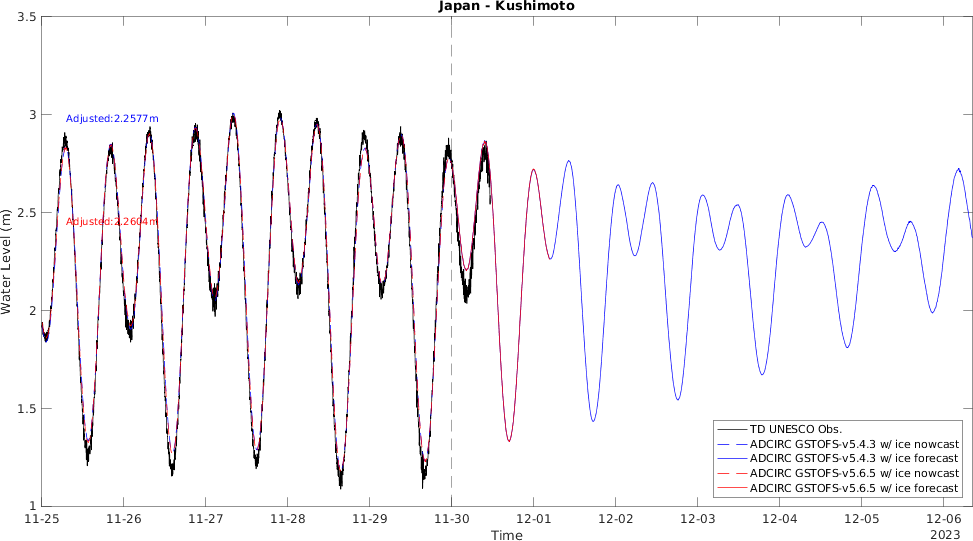 Japan - Kushimoto
3.5
3
2.5
2
1.5
1
Water Level (m)
Adjusted:2.2577m
Adjusted:2.2604m
TD UNESCO Obs.
ADCIRC GSTOFS-v5.4.3 w/ ice nowcast
ADCIRC GSTOFS-v5.4.3 w/ ice forecast
ADCIRC GSTOFS-v5.6.5 w/ ice nowcast
ADCIRC GSTOFS-v5.6.5 w/ ice forecast
11-25 11-26 11-27 11-28 11-29 11-30 12-01 12-02 12-03 12-04 12-05 12-06
Time
2023